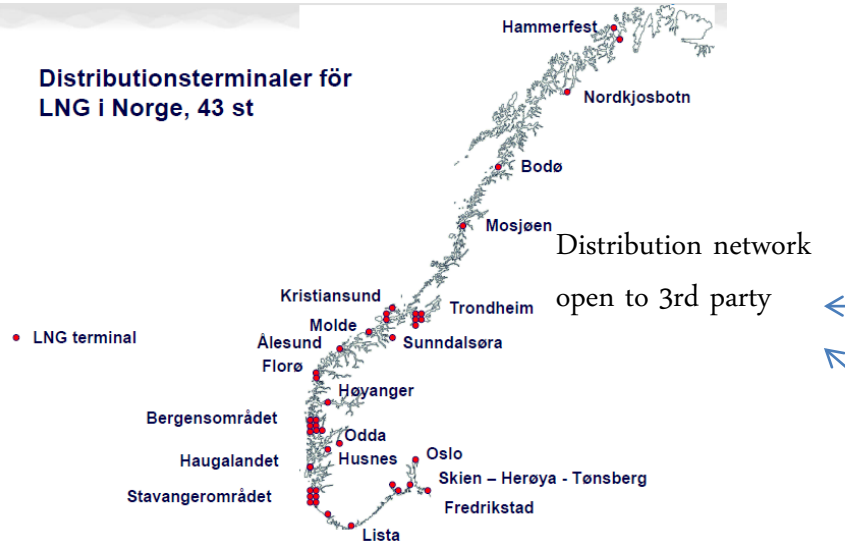 Distributionsterminaler för
LNG i Norge, 43 st
Hammerfest
Nordkjosbotn
Bodø
Mosjøen
Distribution network
open to 3rd party
Kristiansund
Trondheim
Molde
LNG terminal
Ålesund
Sunndalsøra
Florø
Høyanger
Bergensområdet
Odda
Oslo
Haugalandet
Husnes
Skien – Herøya - Tønsberg
Stavangerområdet
Fredrikstad
Lista